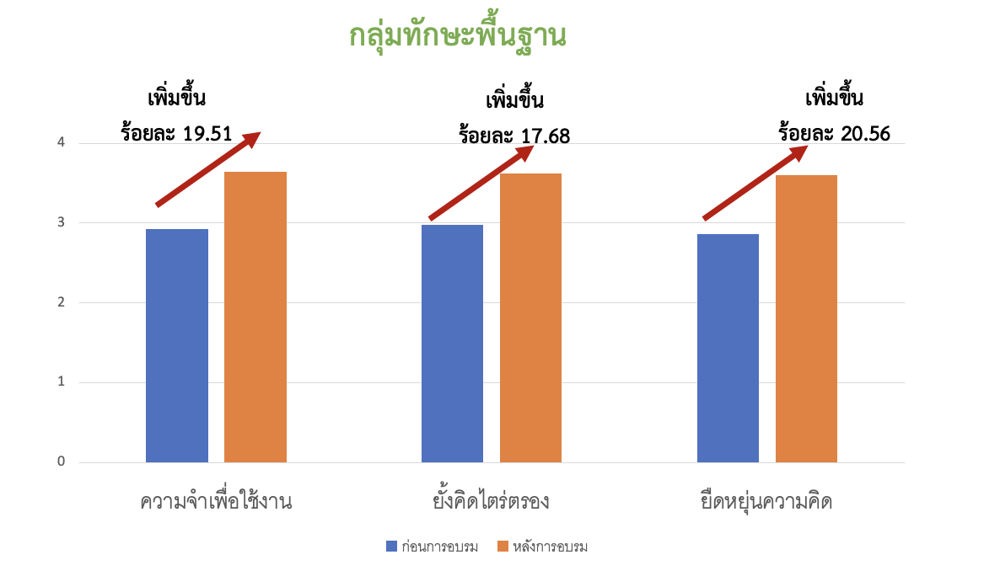 กลุ่มทักษะพื้นฐาน
เพิ่มขึ้น
ร้อยละ 19.51
เพิ่มขึ้น
ร้อยละ 17.68
เพิ่มขึ้น
ร้อยละ 20.56
4
3
2
1
0
ความจำเพื่อใช้งาน
ยั้งคิดไตร่ตรอง
ยืดหยุ่นความคิด
ก่อนการอบรม
หลังการอบรม